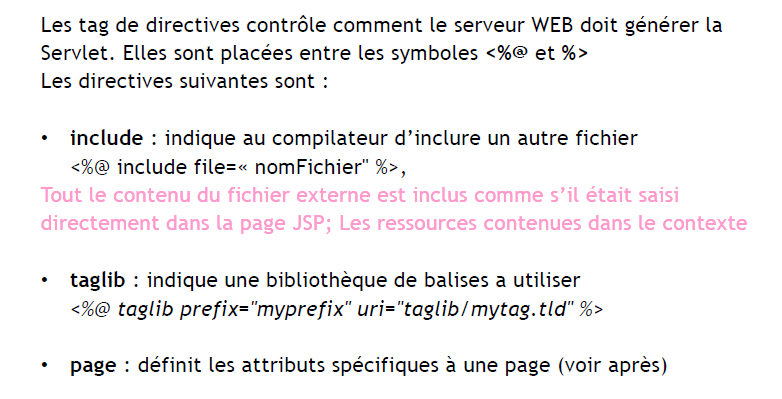 Les tag de directives contrôle comment le serveur WEB doit générer la
Servlet. Elles sont placées entre les symboles <%@ et %>
Les directives suivantes sont :
• include : indique au compilateur d’inclure un autre fichier
<%@ include file=« nomFichier" %>,
Tout le contenu du fichier externe est inclus comme s’il était saisi
directement dans la page JSP; Les ressources contenues dans le contexte
• taglib : indique une bibliothèque de balises a utiliser
<%@ taglib prefix="myprefix" uri="taglib/mytag.tld" %>
• page : définit les attributs spécifiques à une page (voir après)